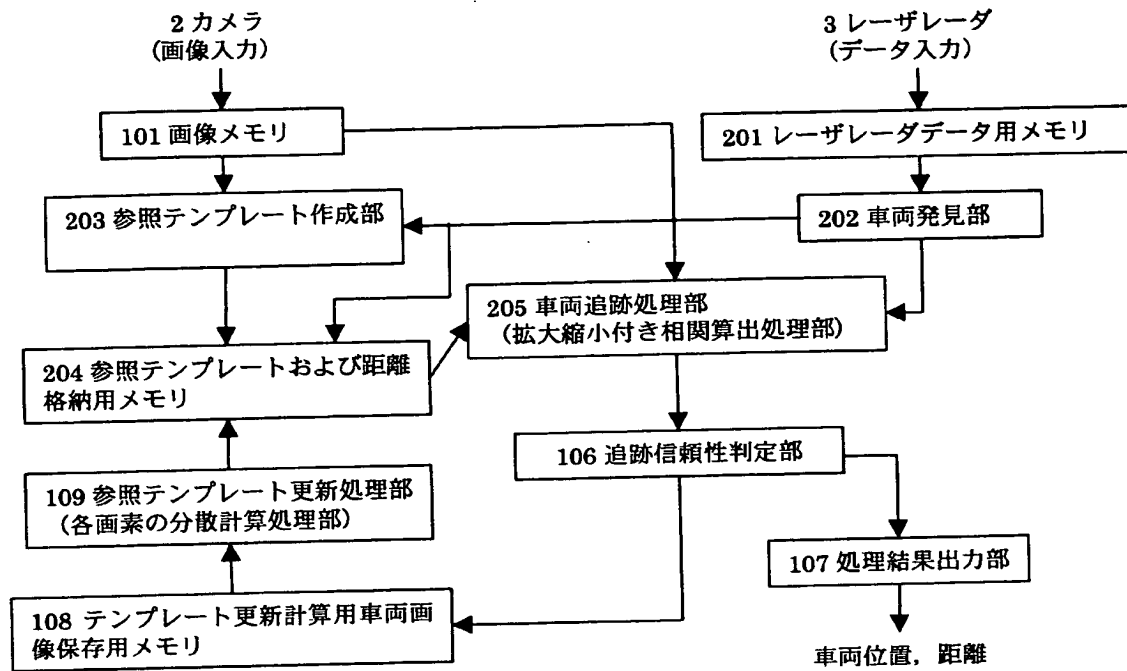 2 カメラ
(画像入力)
3 レーザレーダ
(データ入力)
101 画像メモリ
201 レーザレーダデータ用メモリ
203 参照テンプレート作成部
202 車両発見部
205 車両追跡処理部
(拡大縮小付き相関算出処理部)
204 参照テンプレートおよび距離
格納用メモリ
106 追跡信頼性判定部
109 参照テンプレート更新処理部
(各画素の分散計算処理部)
107 処理結果出力部
108 テンプレート更新計算用車両画
像保存用メモリ
車両位置，距離